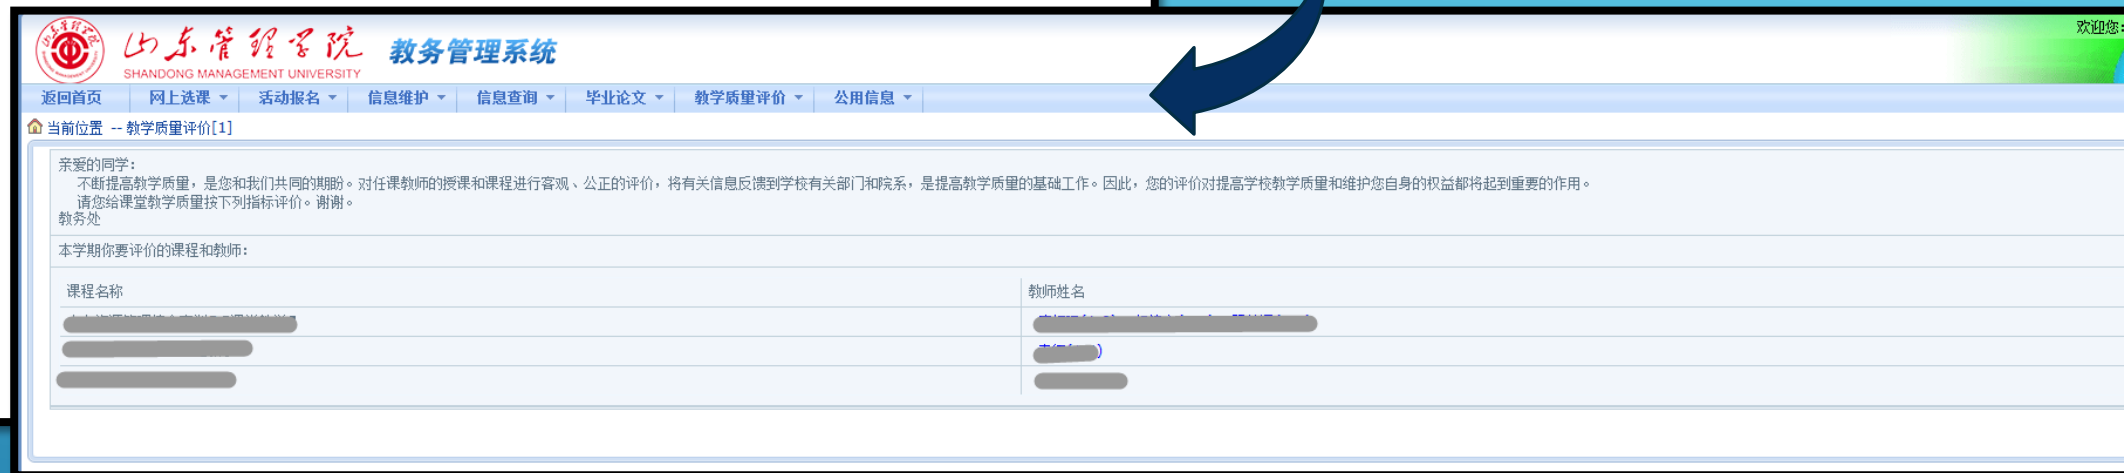 山东管理学院 教务管理系统
SHANDONG MANAGEMENT UNIVERSITY
欢迎您:
返回首页 网上选课 活动报名 信息维护 信息查询 毕业论文 教学质量评价 公用信息
当前位置 -- 教学质量评价[1]
亲爱的同学:
不断提高教学质量，是您和我们共同的期盼。对任课教师的授课和课程进行客观、公正的评价，将有关信息反馈到学校有关部门和院系，是提高教学质量的基础工作。因此，您的评价对提高学校教学质量和维护您自身的权益都将起到重要的作用。
请您给课堂教学质量按下列指标评价。谢谢。
教务处
本学期你要评价的课程和教师:
课程名称 教师姓名